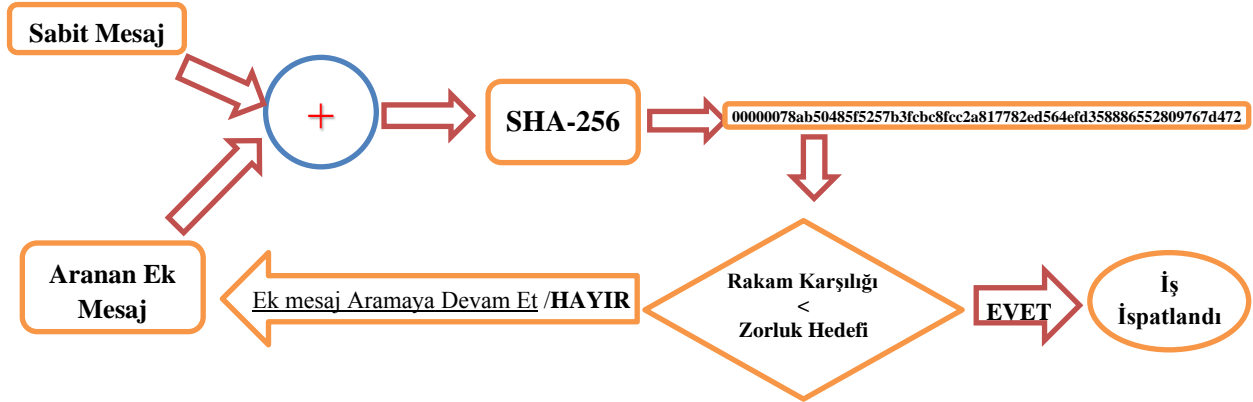 Sabit Mesaj
+
SHA-256
00000078ab50485f5257b3fcbc8fcc2a817782ed564efd358886552809767d472
Aranan Ek
Mesaj
Ek mesaj Aramaya Devam Et /HAYIR
Rakam Karşılığı
<
Zorluk Hedefi
EVET
İş
İspatlandı